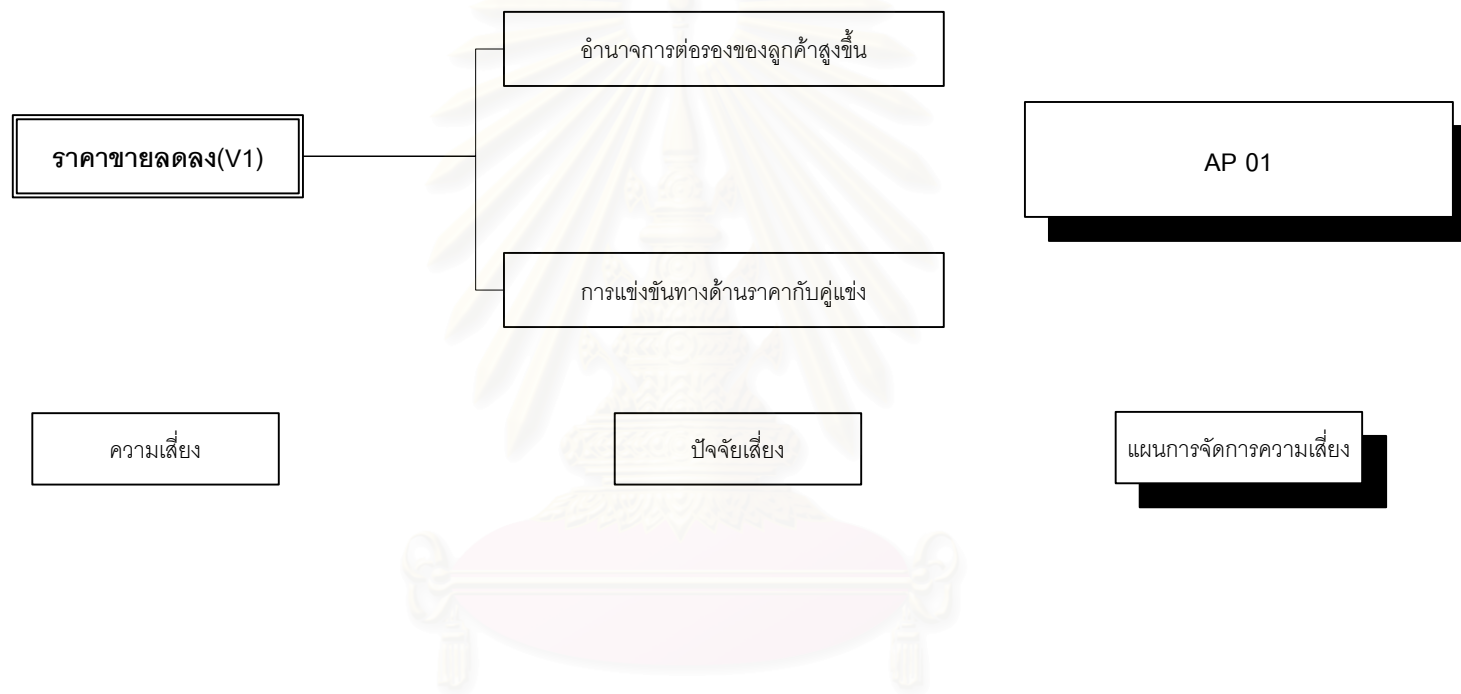 อำนาจการต่อรองของลูกค้าสูงขึ้น
ราคาขายลดลง(V1)
AP 01
การแข่งขันทางด้านราคากับคู่แข่ง
ความเสี่ยง
ปัจจัยเสี่ยง
แผนการจัดการความเสี่ยง